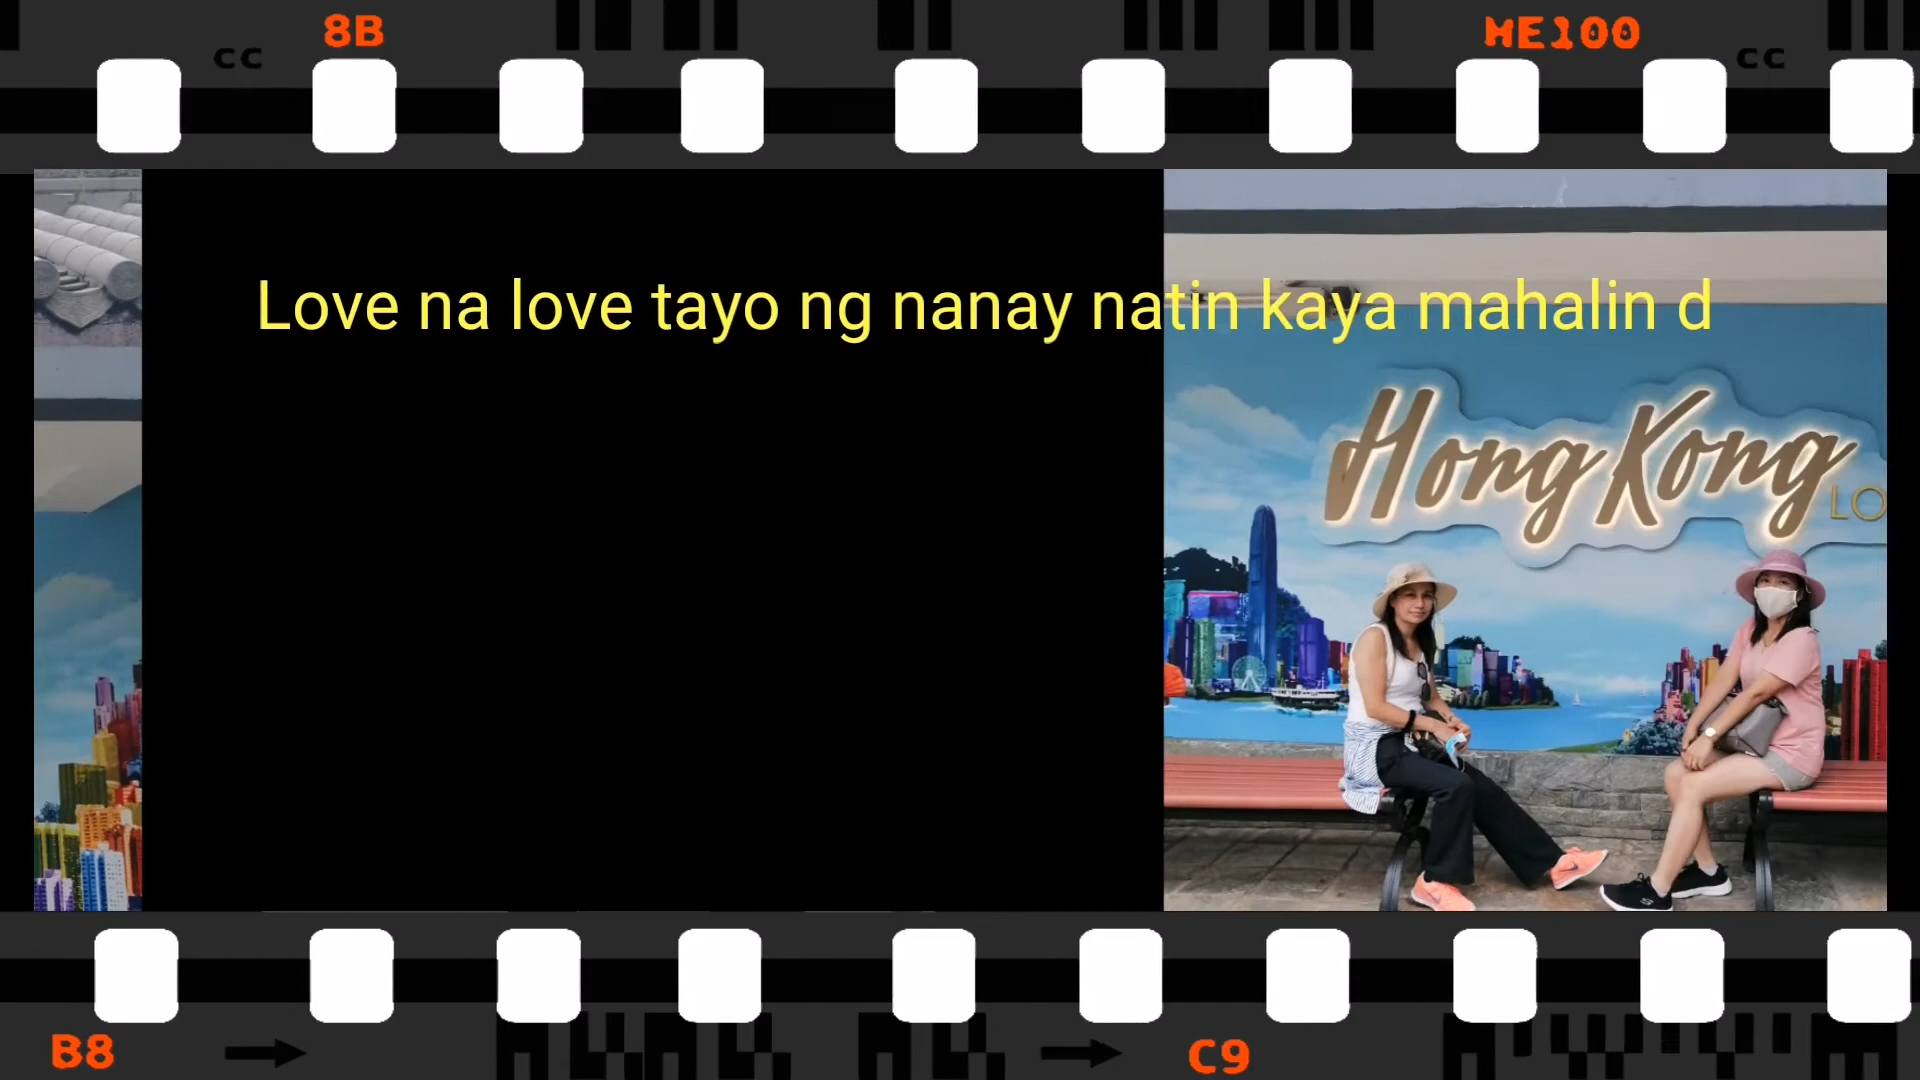 8B
ME100
cc
cc
Love na love tayo ng nanay natin kaya mahalin d
Hong Kong
LO
B8
C9